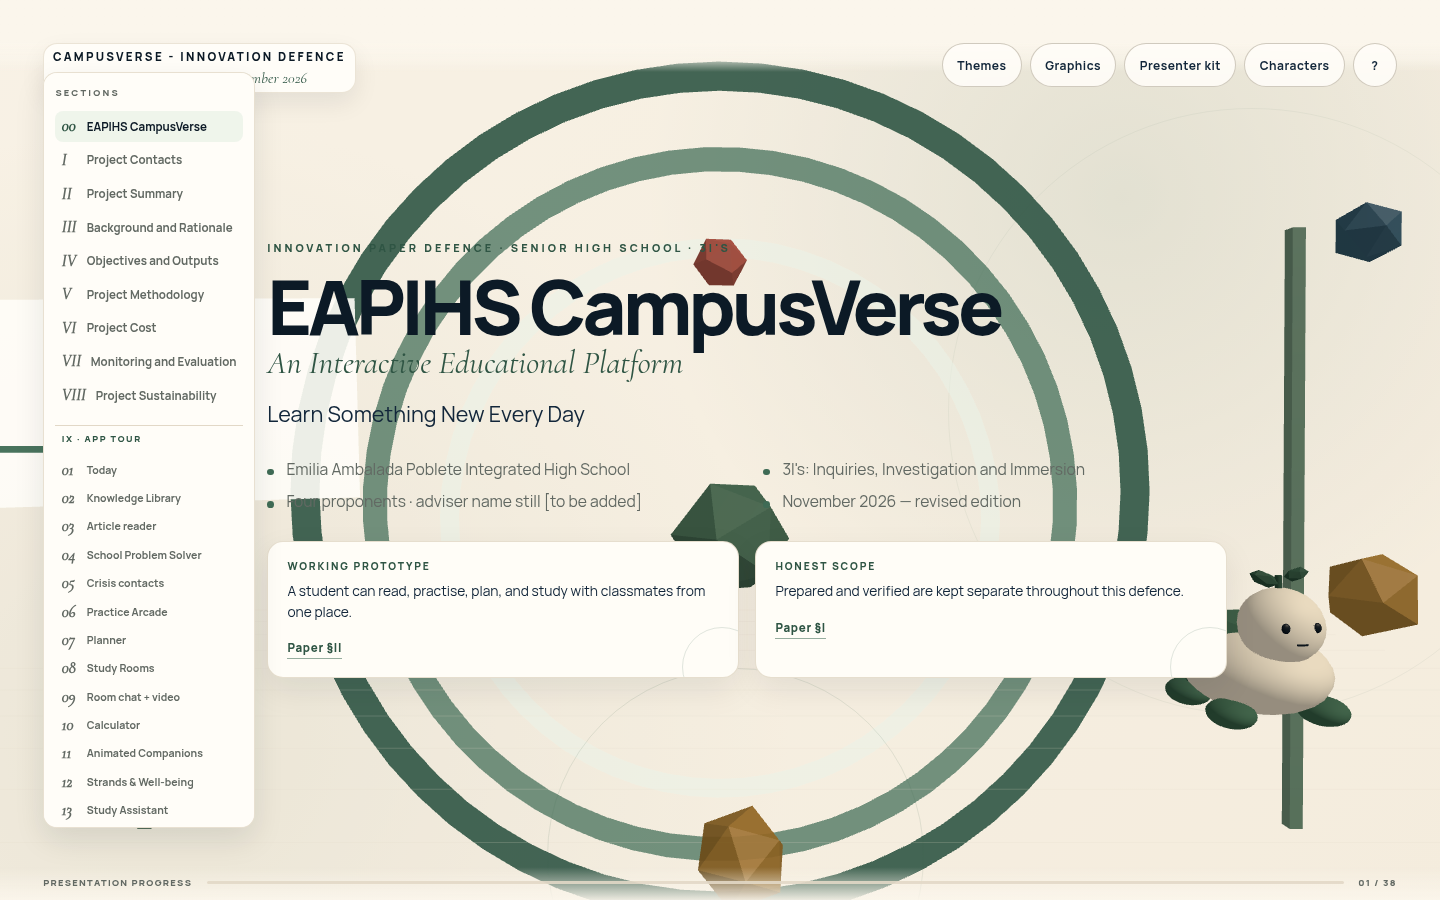 CAMPUSVERSE - INNOVATION DEFENCE
2026
Themes
Graphics
Presenter kit
Characters
?
SECTIONS
00 EAPIHS CampusVerse
I Project Contacts
II Project Summary
III Background and Rationale
IV Objectives and Outputs
V Project Methodology
VI Project Cost
VII Monitoring and Evaluation
VIII Project Sustainability
IX · APP TOUR
01 Today
02 Knowledge Library
03 Article reader
04 School Problem Solver
05 Crisis contacts
06 Practice Arcade
07 Planner
08 Study Rooms
09 Room chat + video
10 Calculator
11 Animated Companions
12 Strands & Well-being
13 Study Assistant
INNOVATION PAPER DEFENCE · SENIOR HIGH SCHOOL · 3I'S
EAPIHS CampusVerse
An Interactive Educational Platform
Learn Something New Every Day
Emilia Ambalada Poblete Integrated High School
3I's: Inquiries, Investigation and Immersion
Four proponents · adviser name still [to be added]
November 2026 — revised edition
WORKING PROTOTYPE
A student can read, practise, plan, and study with classmates from
one place.
Paper §II
HONEST SCOPE
Prepared and verified are kept separate throughout this defence.
Paper §I
PRESENTATION PROGRESS
01 / 38